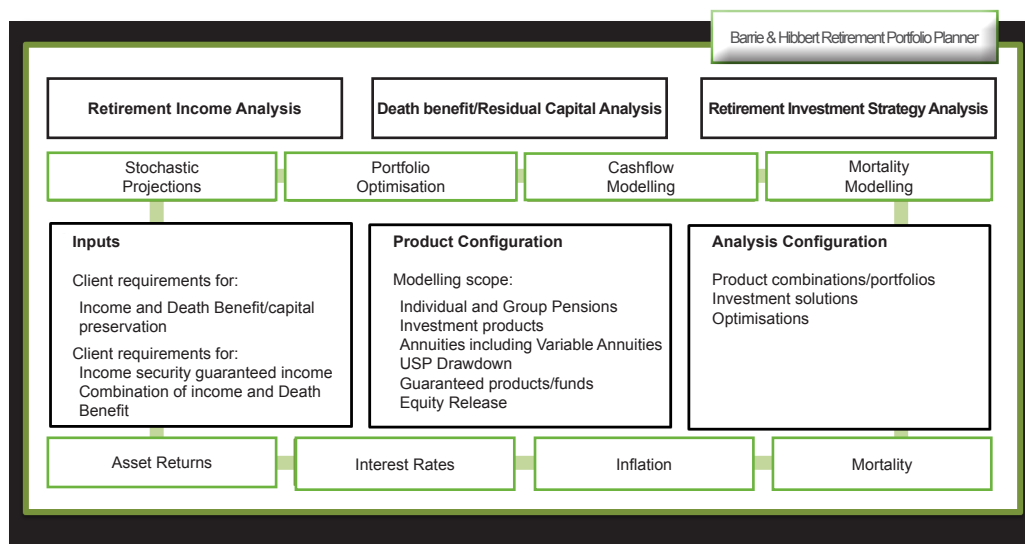 Barrie & Hibbert Retirement Portfolio Planner
Retirement Income Analysis
Death benefit/Residual Capital Analysis
Retirement Investment Strategy Analysis
Stochastic
Projections
Portfolio
Optimisation
Cashflow
Modelling
Mortality
Modelling
Inputs
Client requirements for:
Income and Death Benefit/capital
preservation
Client requirements for:
Income security guaranteed income
Combination of income and Death
Benefit
Product Configuration
Modelling scope:
Individual and Group Pensions
Investment products
Annuities including Variable Annuities
USP Drawdown
Guaranteed products/funds
Equity Release
Analysis Configuration
Product combinations/portfolios
Investment solutions
Optimisations
Asset Returns
Interest Rates
Inflation
Mortality